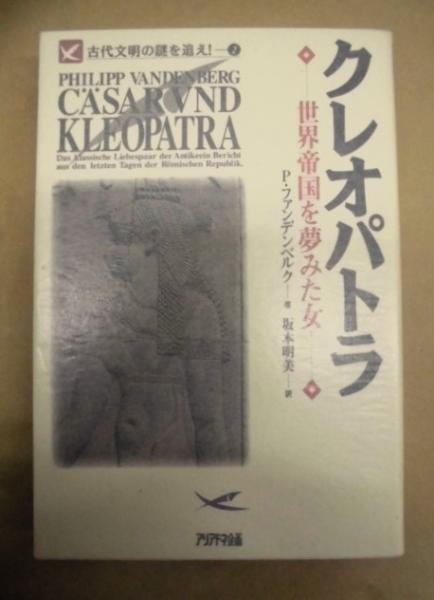 古代文明の謎を追え!—2
PHILIPP VANDENBERG
CÄSAR VND
KLEOPATRA
Das klassische Liebespaar der Antike.ein Bericht
aus den letzten Tagen der Römischen Republik.
クレオパトラ
世界帝国を夢みた女
P・ファンデンベルク—著 坂本明美—訳
アリアドネ企画